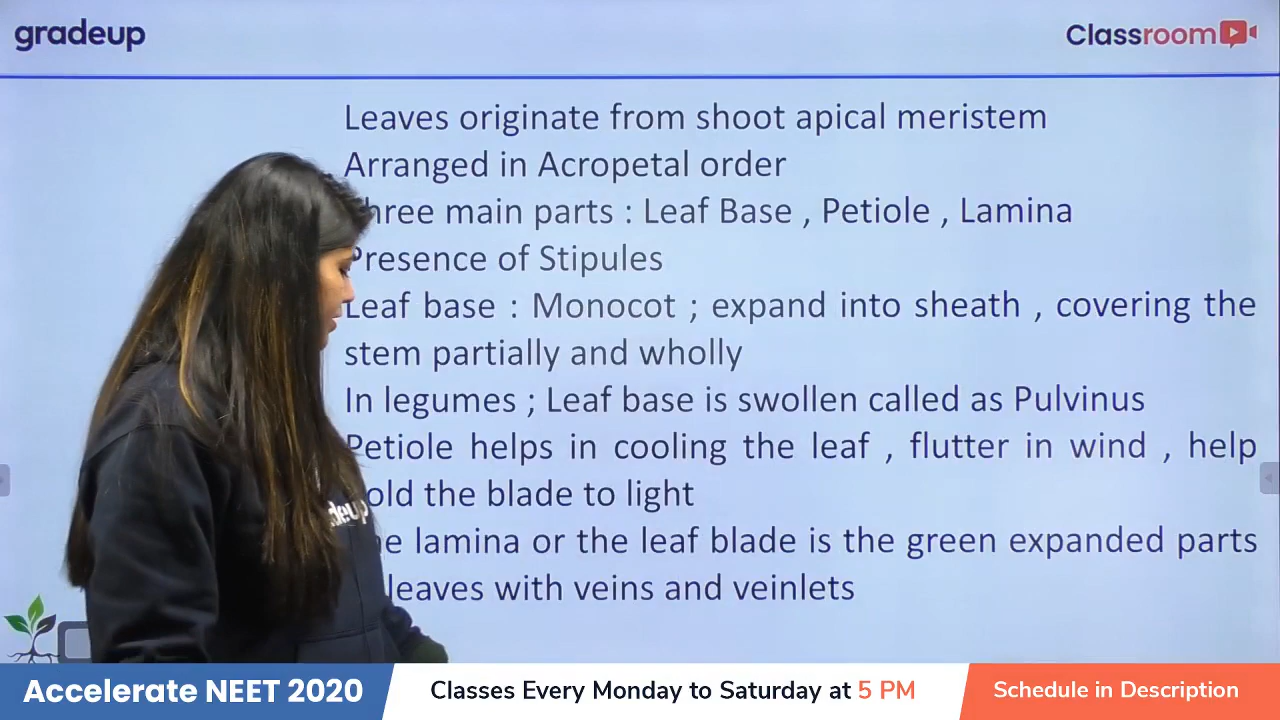 gradeup
Classroom
Leaves originate from shoot apical meristem
Arranged in Acropetal order
hree main parts : Leaf Base , Petiole , Lamina
Presence of Stipules
Leaf base : Monocot ; expand into sheath , covering the
stem partially and wholly
In legumes ; Leaf base is swollen called as Pulvinus
Petiole helps in cooling the leaf , flutter in wind , help
old the blade to light
e lamina or the leaf blade is the green expanded parts
leaves with veins and veinlets
deup
Accelerate NEET 2020
Classes Every Monday to Saturday at 5 PM
Schedule in Description